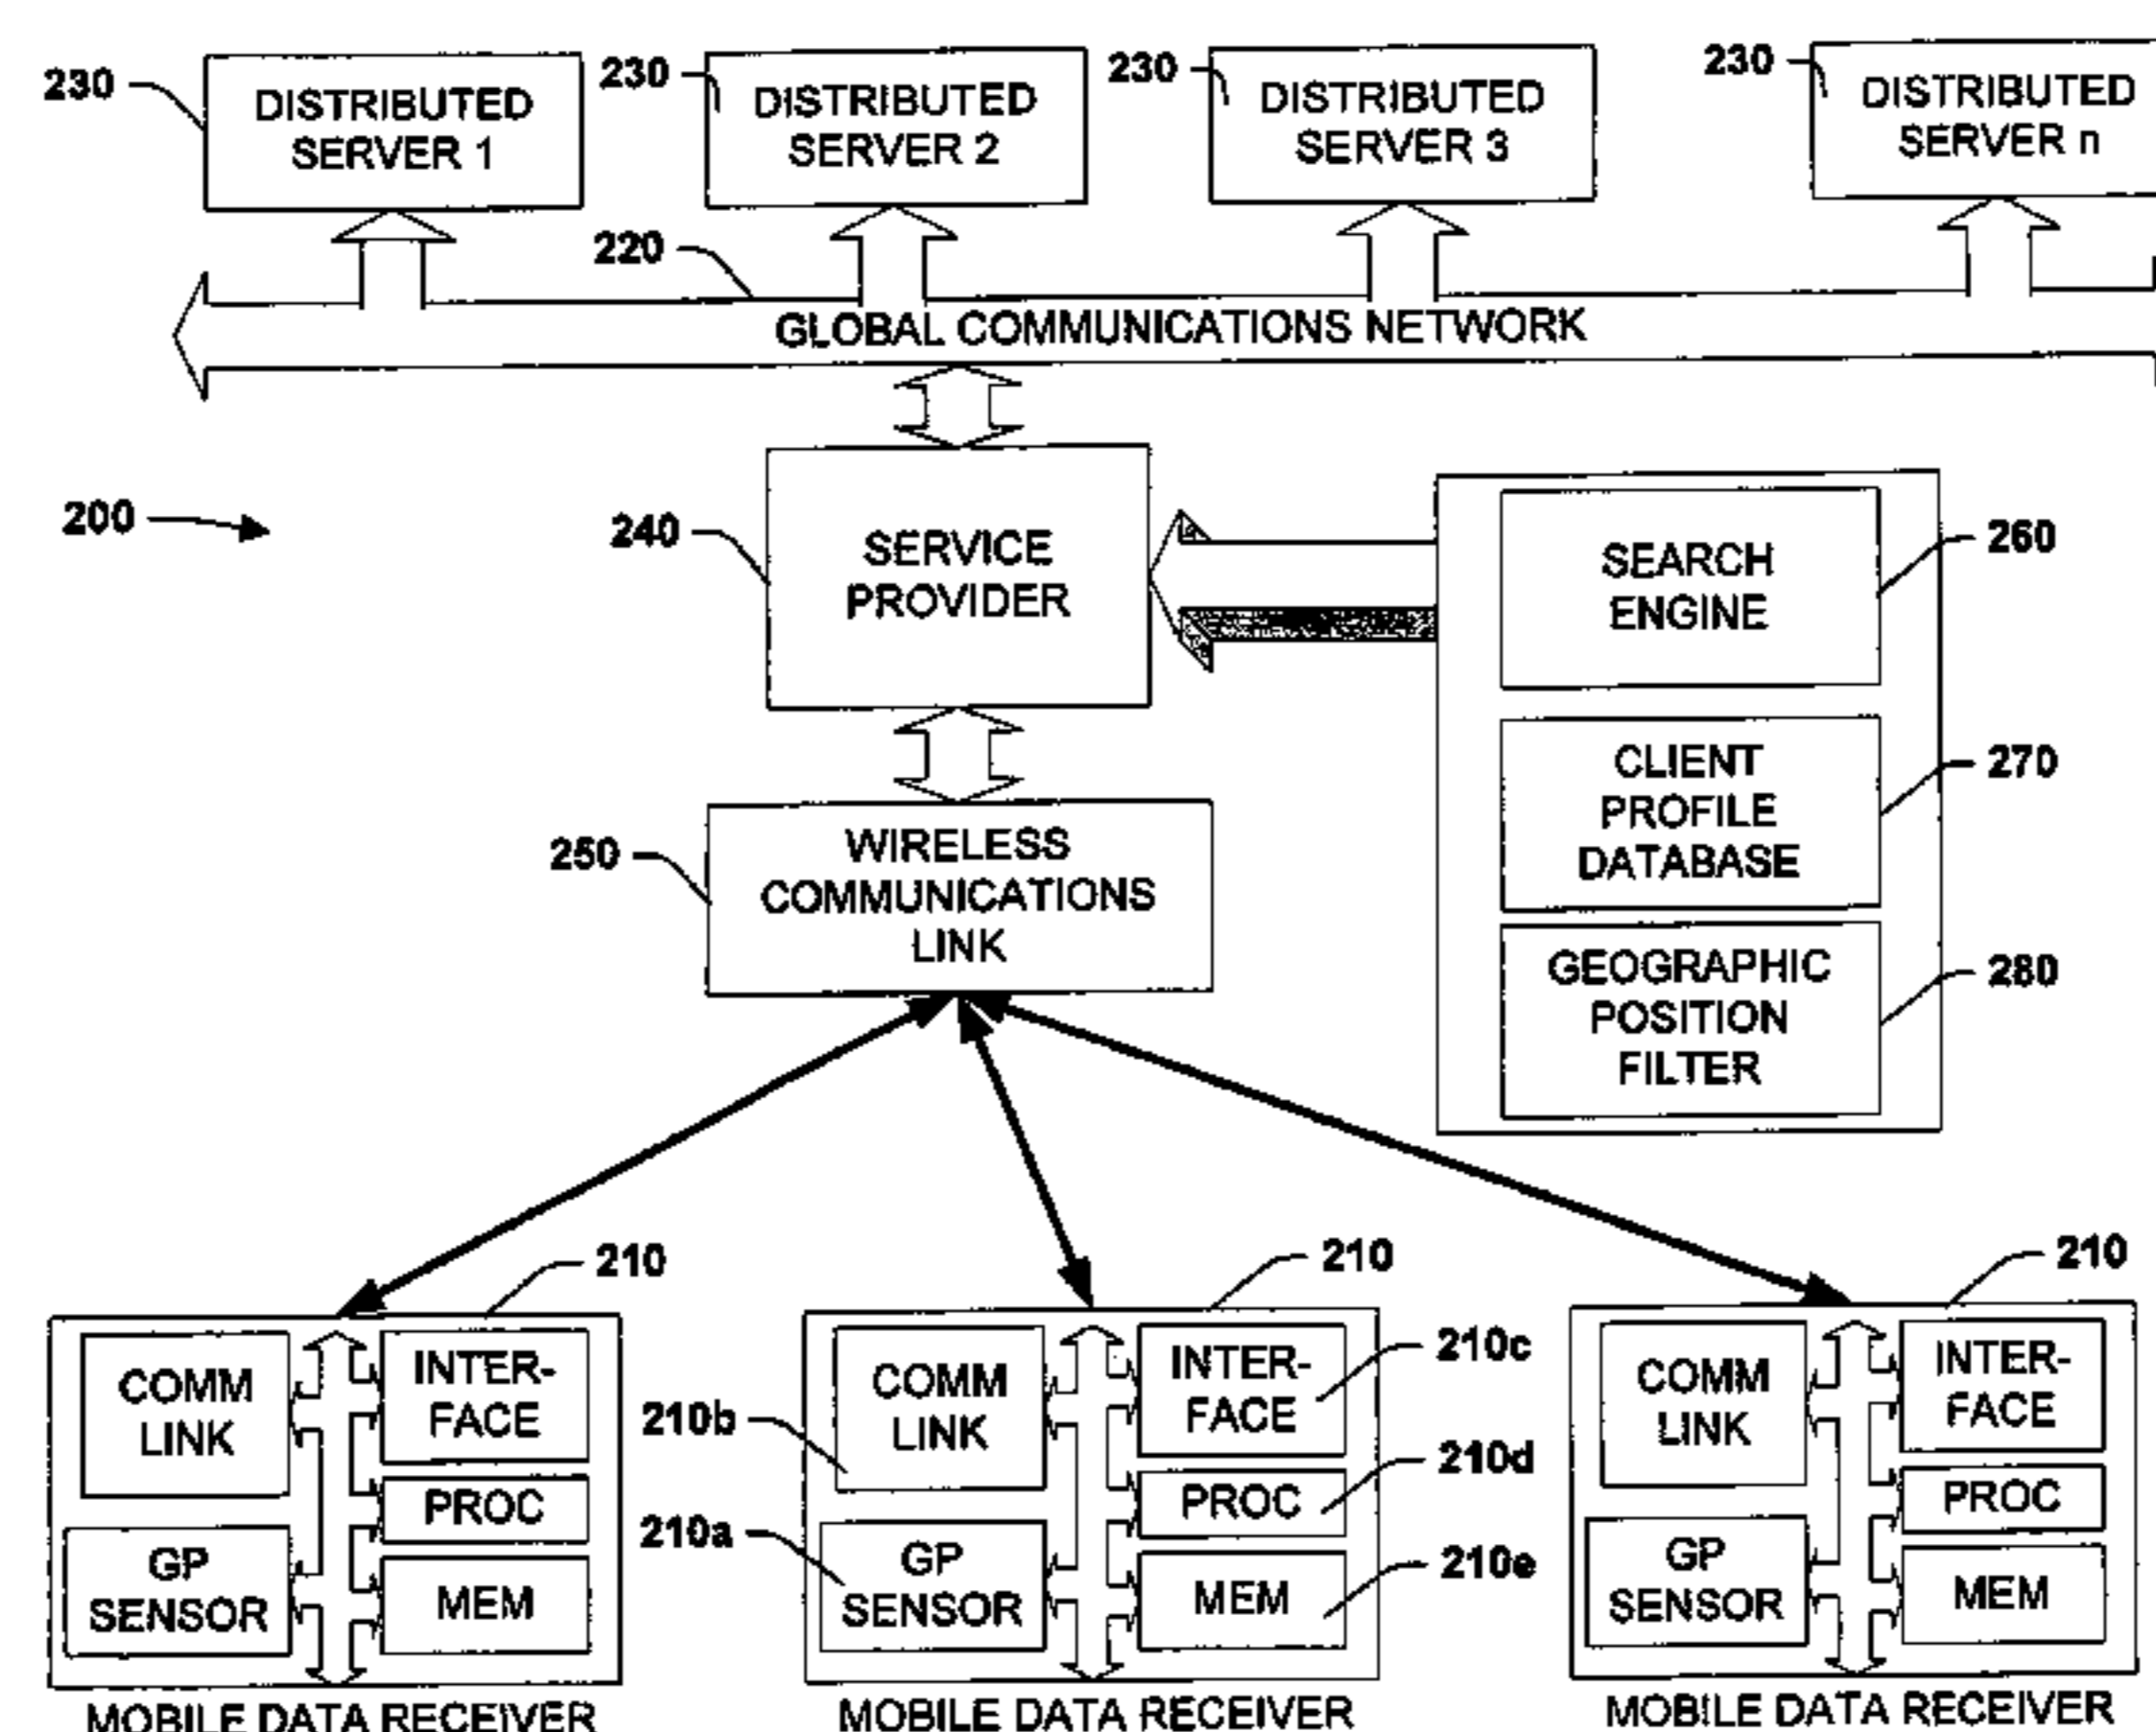 230
DISTRIBUTED
SERVER 1
230
DISTRIBUTED
SERVER 2
230
DISTRIBUTED
SERVER 3
230
DISTRIBUTED
SERVER n
220
GLOBAL COMMUNICATIONS NETWORK
200
240
SERVICE
PROVIDER
SEARCH
ENGINE
260
CLIENT
PROFILE
DATABASE
270
GEOGRAPHIC
POSITION
FILTER
280
250
WIRELESS
COMMUNICATIONS
LINK
210
COMM
LINK
INTER-
FACE
PROC
GP
SENSOR
MEM
MOBILE DATA RECEIVER
210
COMM
LINK
210b
INTER-
FACE
210c
PROC
210d
210a
GP
SENSOR
MEM
210e
MOBILE DATA RECEIVER
210
COMM
LINK
INTER-
FACE
PROC
GP
SENSOR
MEM
MOBILE DATA RECEIVER